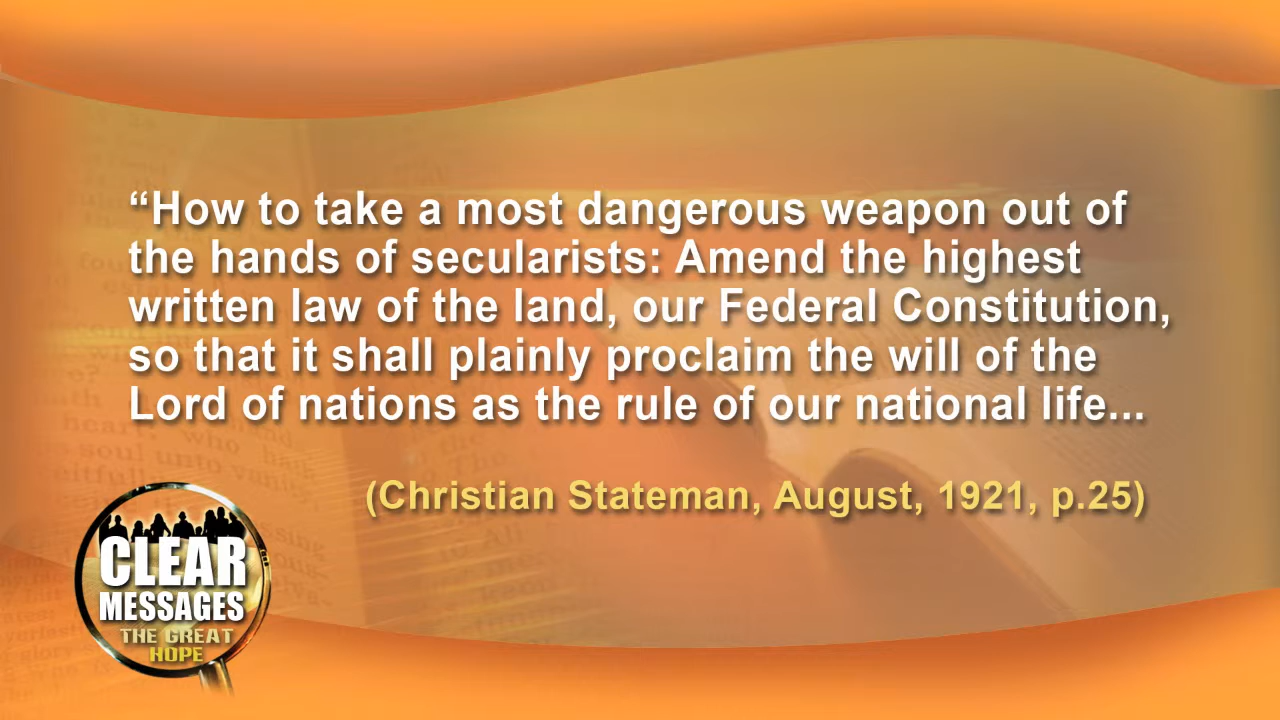 “How to take a most dangerous weapon out of
the hands of secularists: Amend the highest
written law of the land, our Federal Constitution,
so that it shall plainly proclaim the will of the
Lord of nations as the rule of our national life...
(Christian Stateman, August, 1921, p.25)
CLEAR
MESSAGES
THE GREAT
HOPE